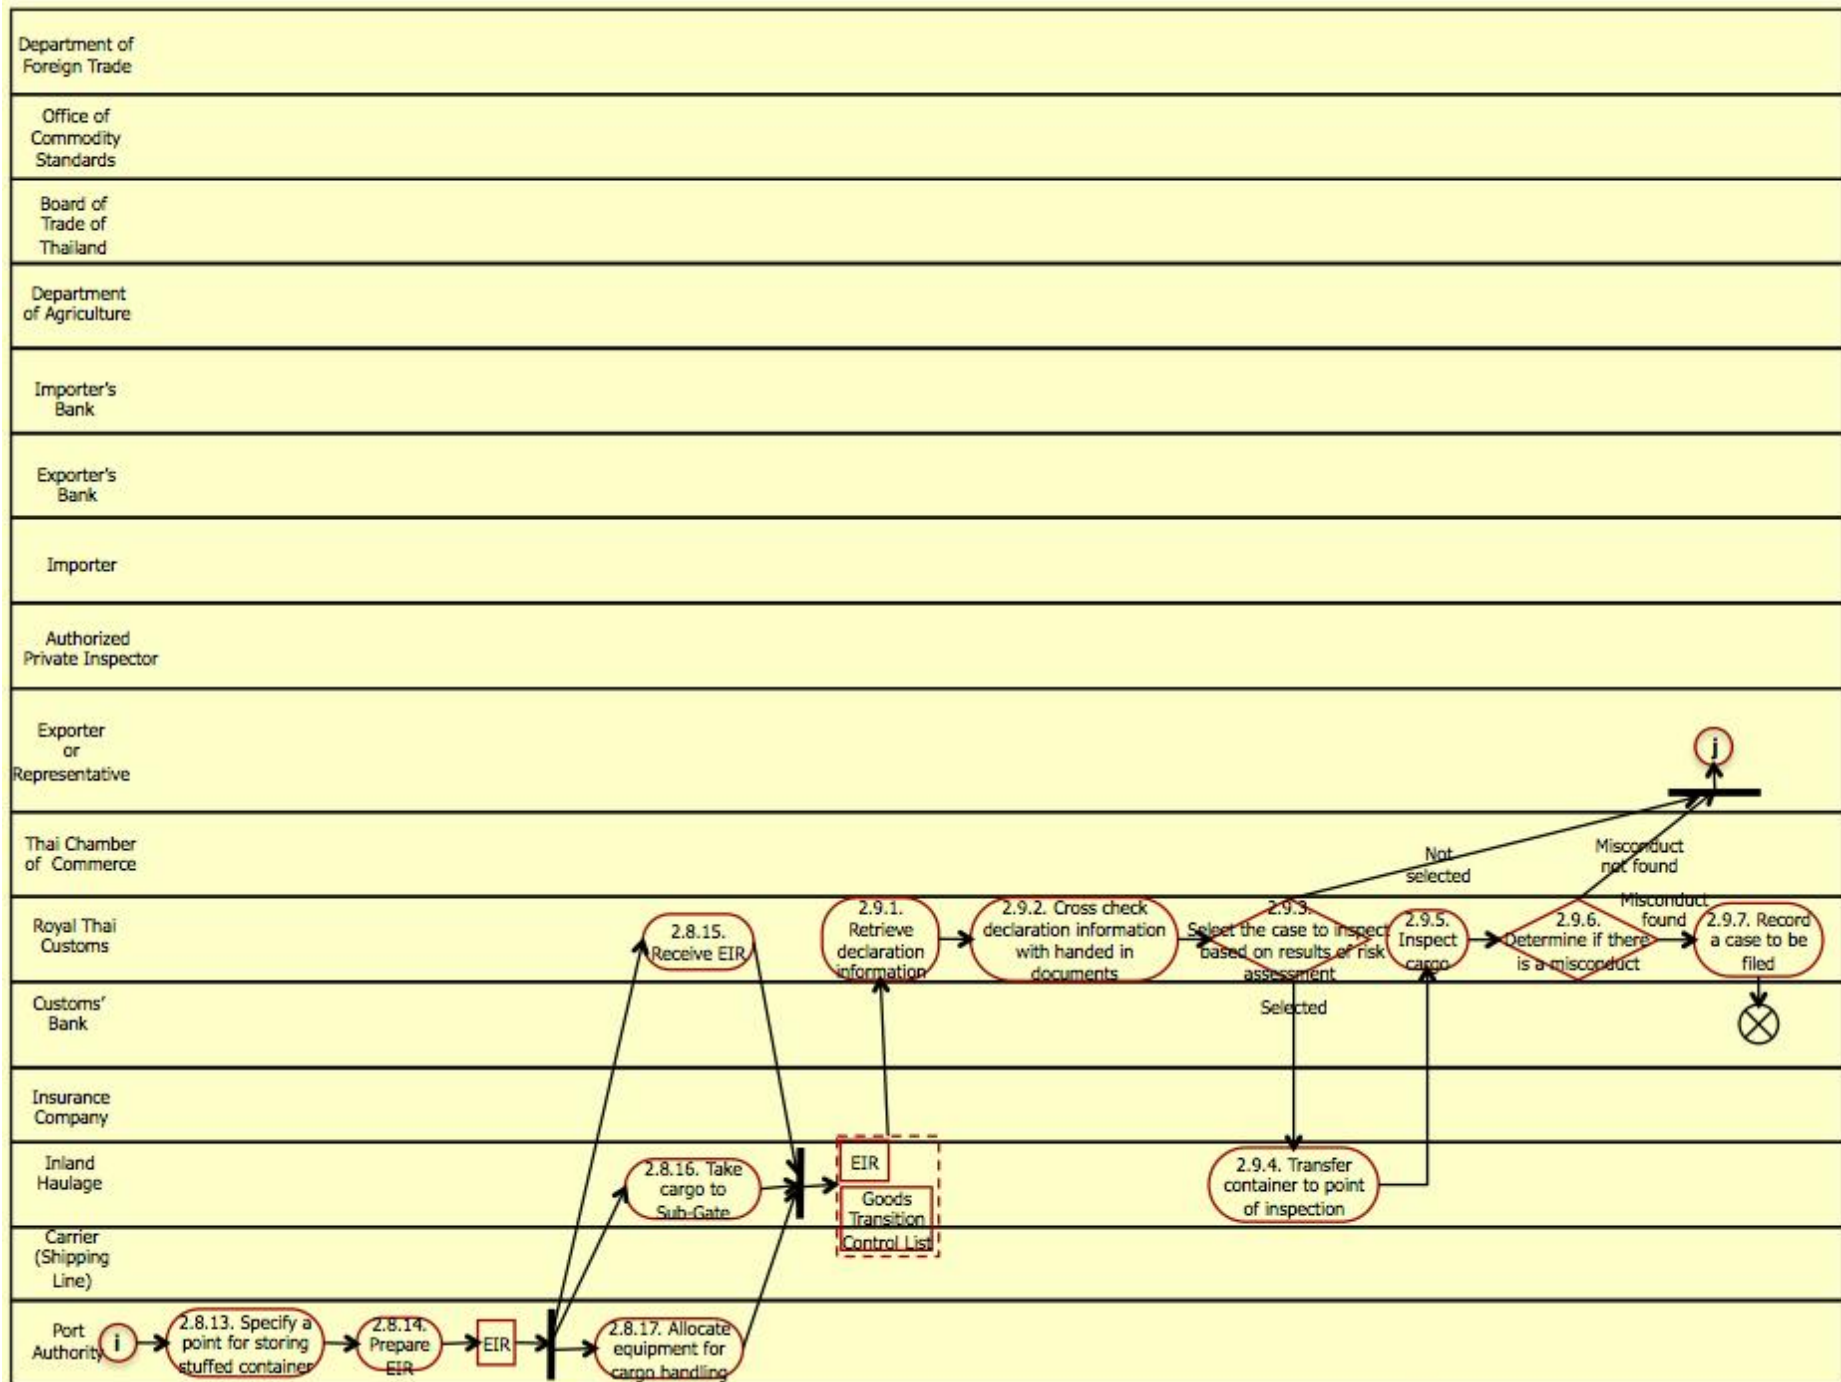 Department of
Foreign Trade
Office of
Commodity
Standards
Board of
Trade of
Thailand
Department
of Agriculture
Importer's
Bank
Exporter's
Bank
Importer
Authorized
Private Inspector
Exporter
or
Representative
j
Thai Chamber
of Commerce
Not
selected
Misconduct
not found
Royal Thai
Customs
2.8.15.
Receive EIR
2.9.1.
Retrieve
declaration
information
2.9.2. Cross check
declaration information
with handed in
documents
2.9.3.
Select the case to inspect
based on results of risk
assessment
2.9.5.
Inspect
cargo
2.9.6.
Determine if there
is a misconduct
Misconduct
found
2.9.7. Record
a case to be
filed
Customs'
Bank
Selected
Insurance
Company
Inland
Haulage
2.8.16. Take
cargo to
Sub-Gate
EIR
Goods
Transition
Control List
2.9.4. Transfer
container to point
of inspection
Carrier
(Shipping
Line)
Port
Authority
i
2.8.13. Specify a
point for storing
stuffed container
2.8.14.
Prepare
EIR
EIR
2.8.17. Allocate
equipment for
cargo handling